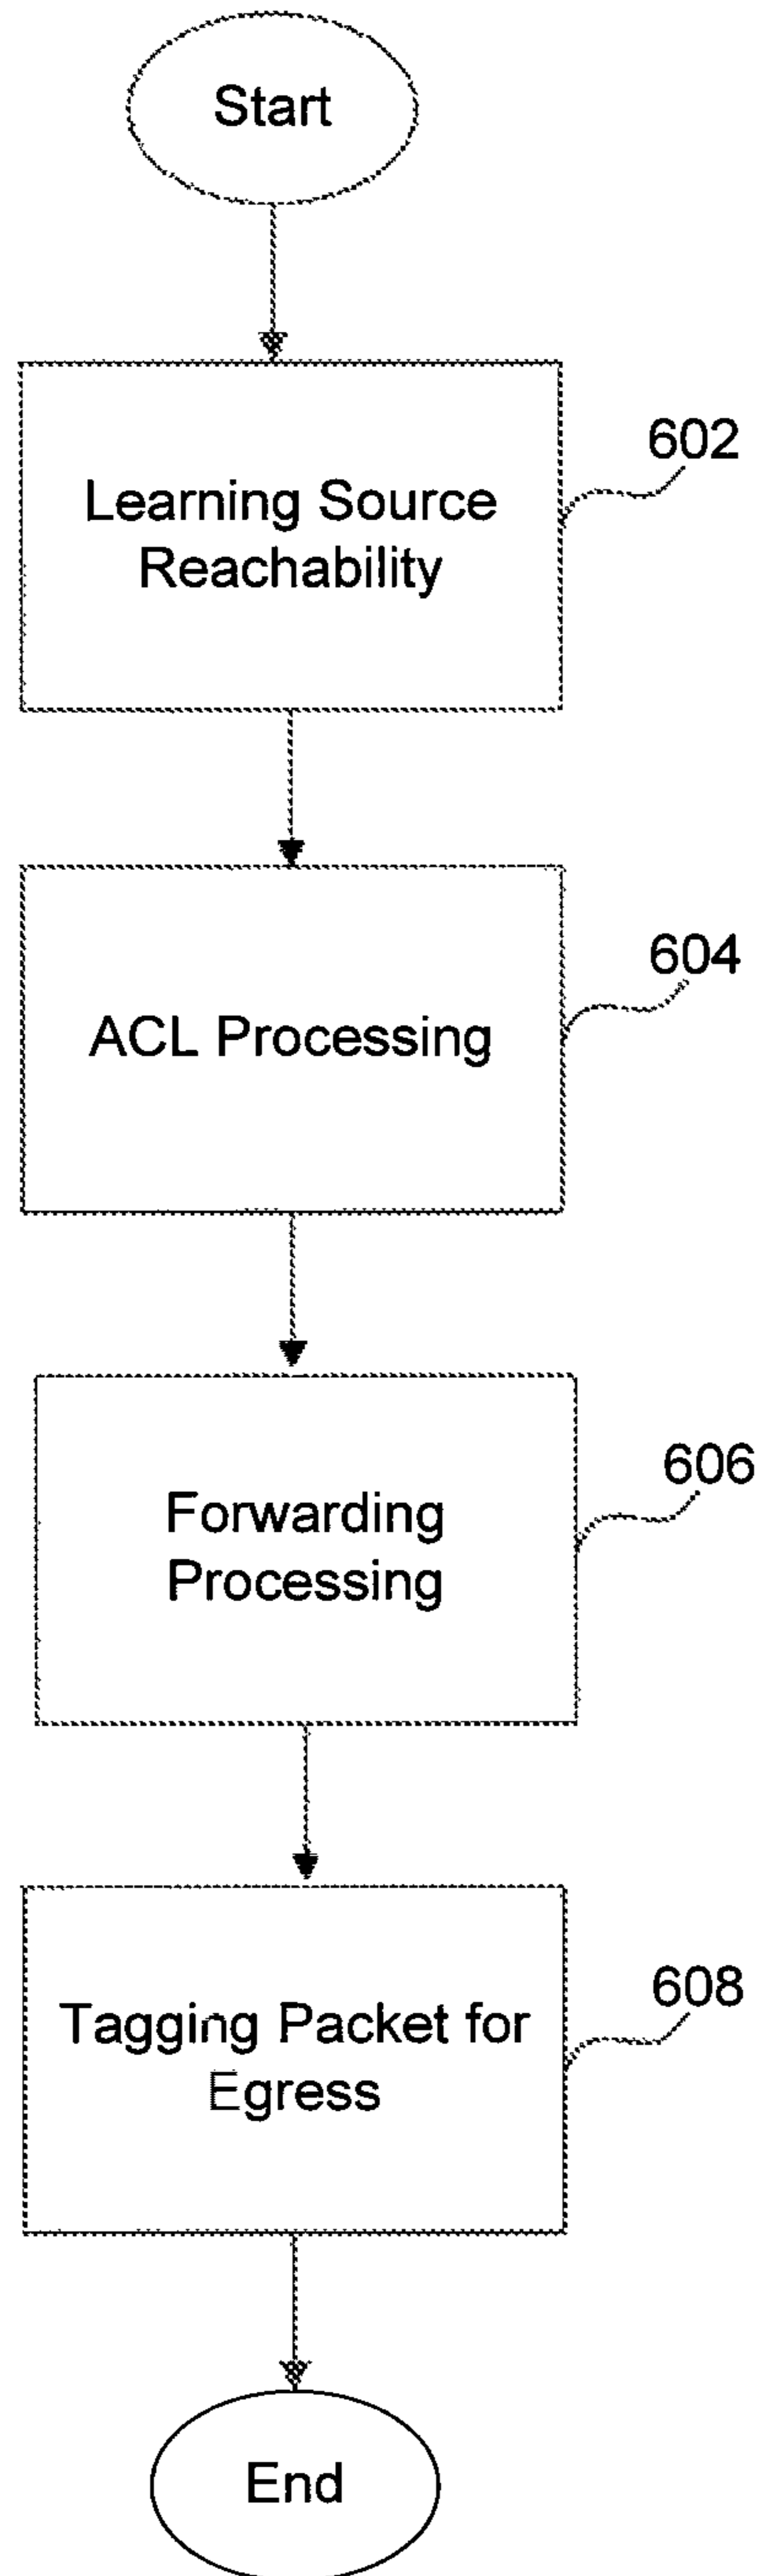 Start
602
Learning Source
Reachability
604
ACL Processing
606
Forwarding
Processing
608
Tagging Packet for
Egress
End